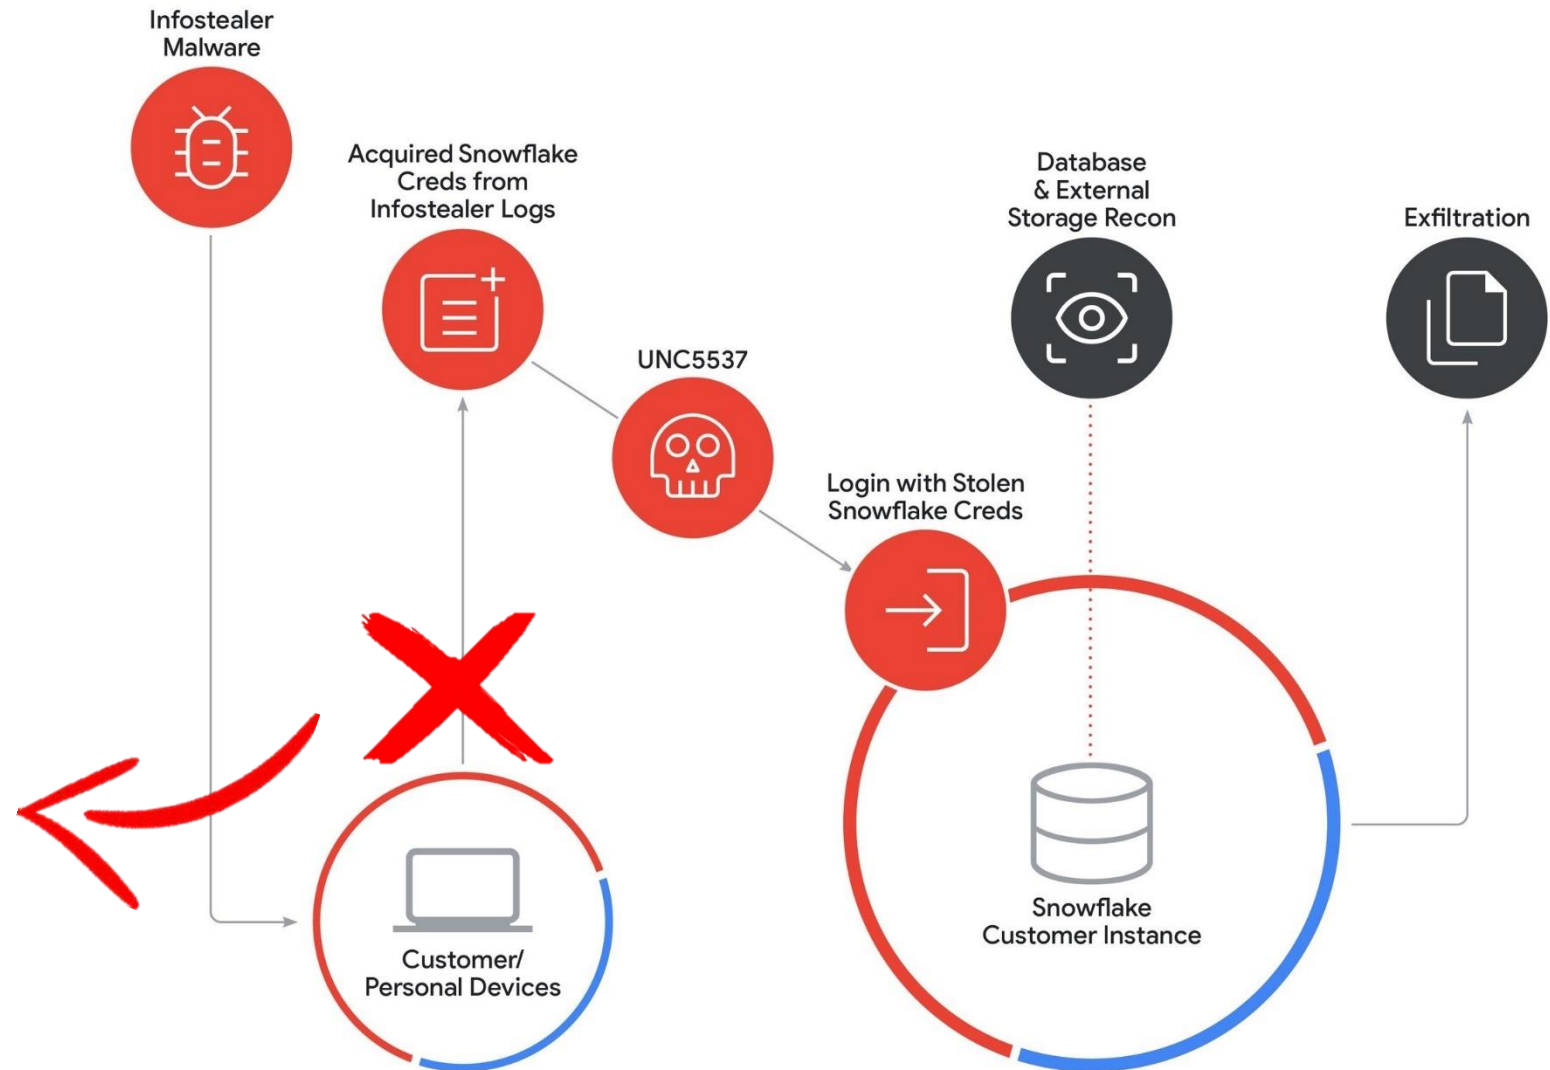 Infostealer
Malware
Acquired Snowflake
Creds from
Infostealer Logs
UNC5537
Login with Stolen
Snowflake Creds
Database
& External
Storage Recon
Exfiltration
Customer/
Personal Devices
Snowflake
Customer Instance